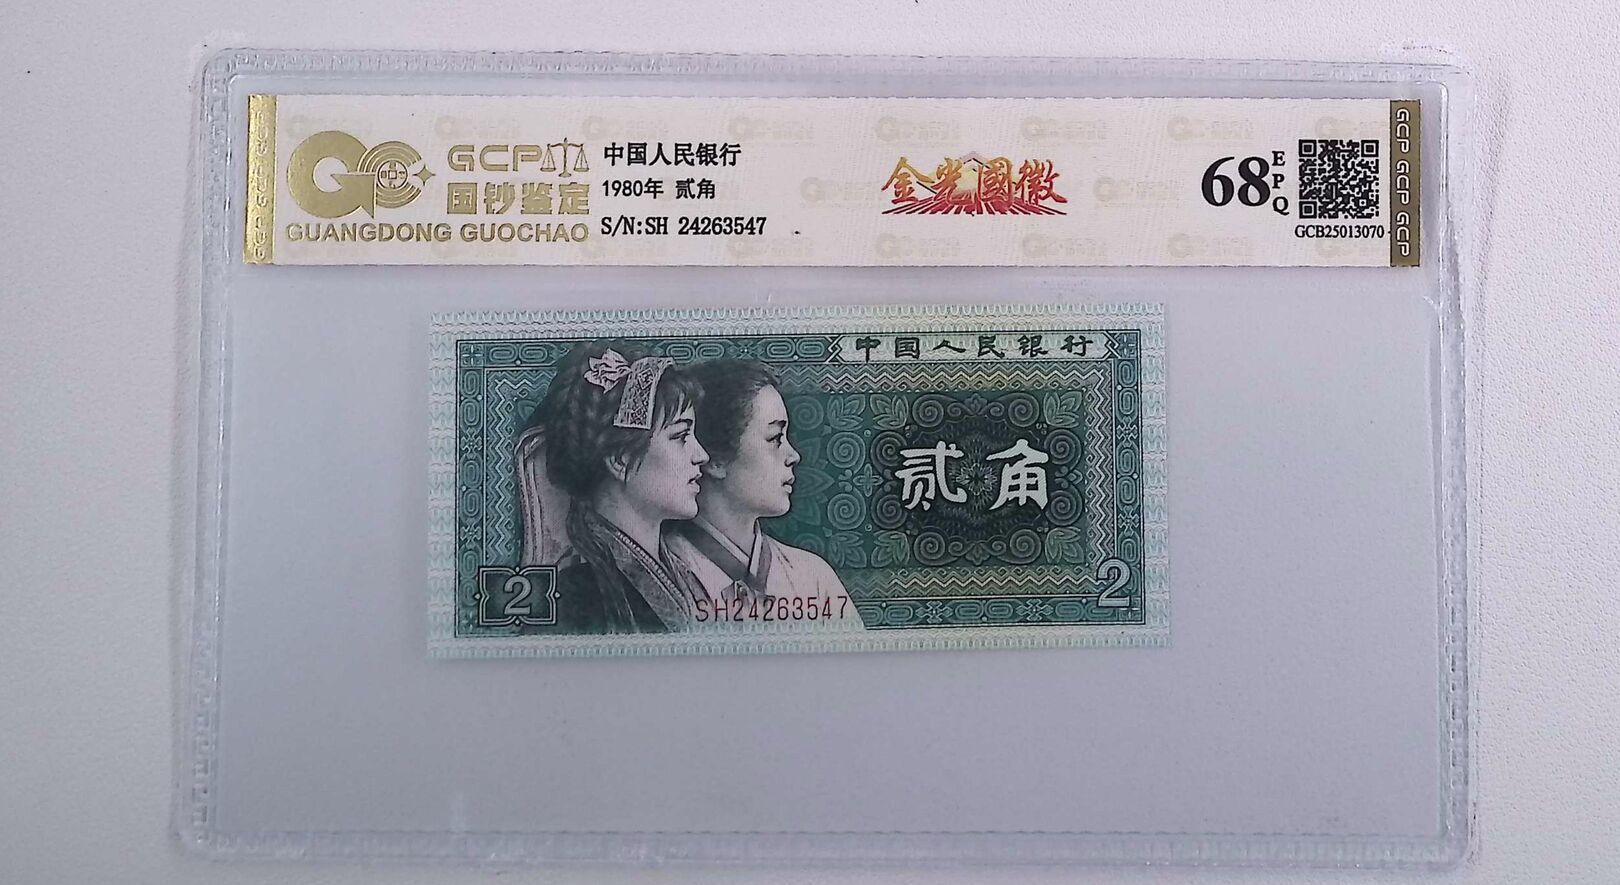 GCP
国钞鉴定
GUANGDONG GUOCHAO
中国人民银行
1980年 贰角
S/N:SH 24263547
金光國徽
68 EPQ
GCB25013070
GCP GCP GCP
中国人民银行
贰角
2
SH24263547
2